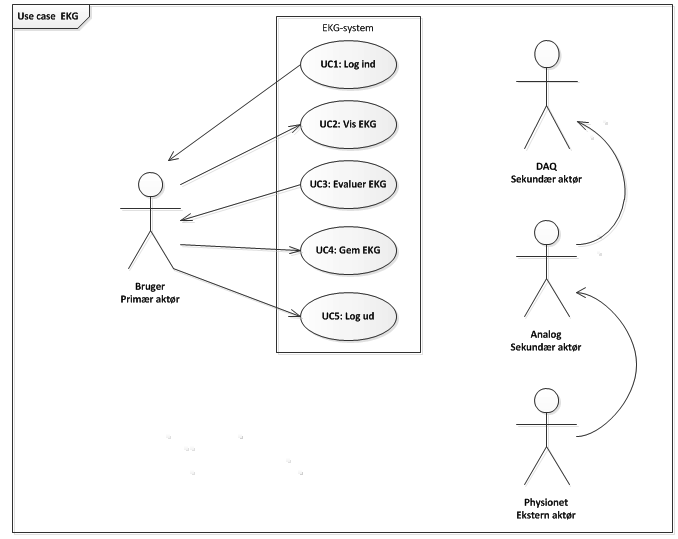 Use case  EKG
EKG-system
UC1: Log ind
UC2: Vis EKG
UC3: Evaluer EKG
UC4: Gem EKG
UC5: Log ud
Bruger
Primær aktør
DAQ
Sekundær aktør
Analog
Sekundær aktør
Physionet
Ekstern aktør